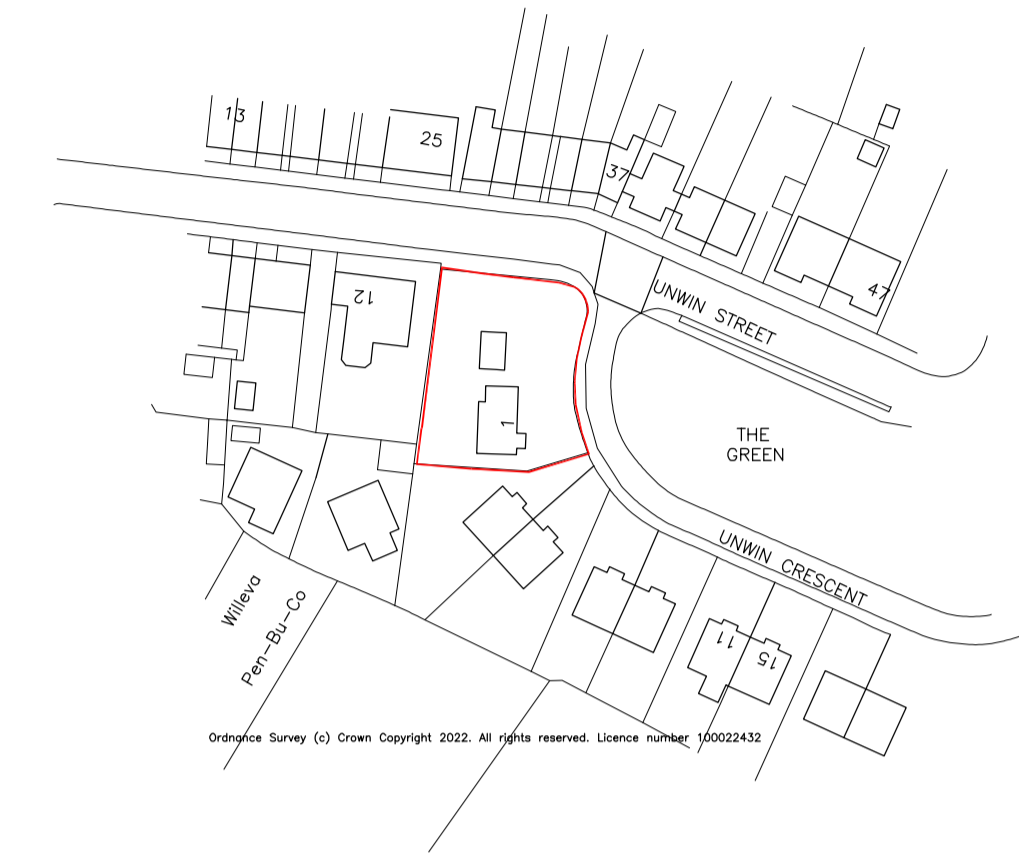 13
25
37
47
12
1
UNWIN STREET
THE
GREEN
UNWIN CRESCENT
11
15
Willeva
Pen-Bu-Co
Ordnance Survey (c) Crown Copyright 2022. All rights reserved. Licence number 100022432